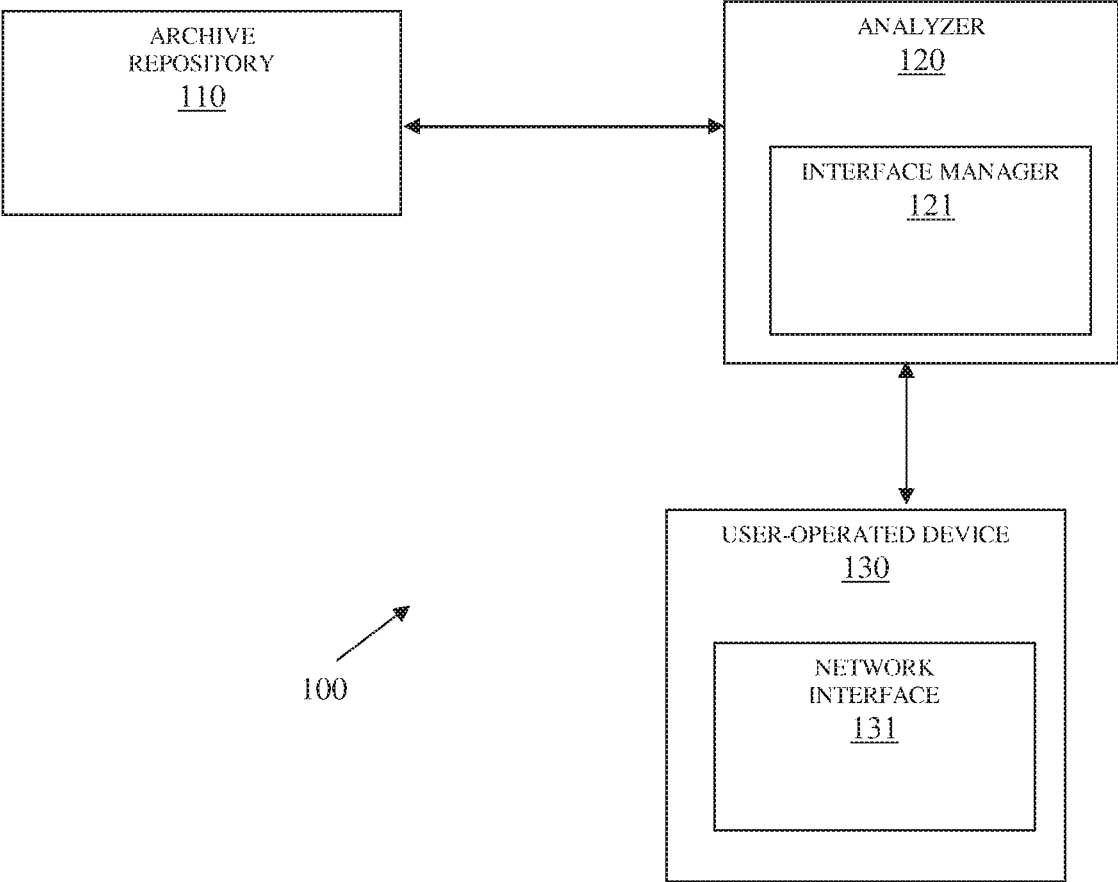 ARCHIVE
REPOSITORY
110
ANALYZER
120
INTERFACE MANAGER
121
USER-OPERATED DEVICE
130
NETWORK
INTERFACE
131
100